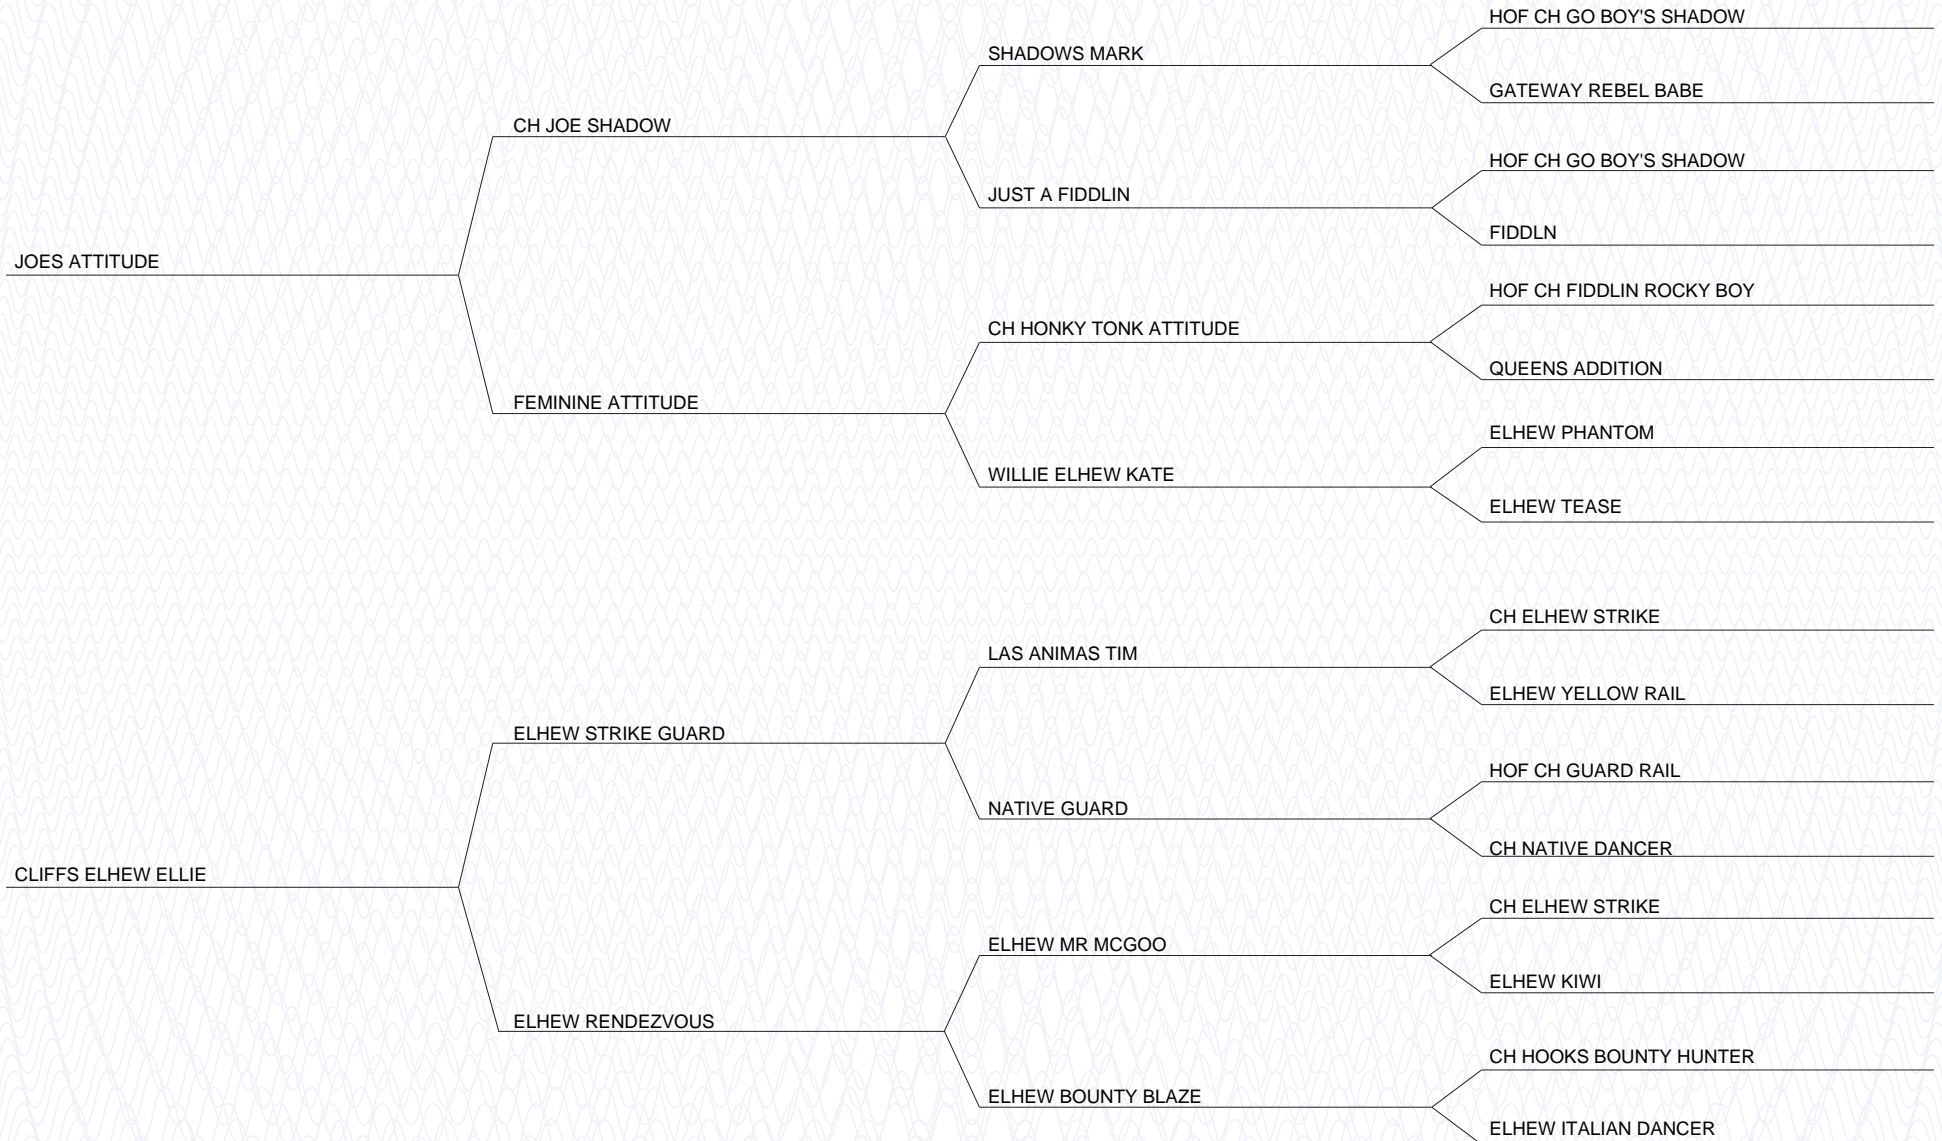 HOF CH GO BOY'S SHADOW
SHADOWS MARK
GATEWAY REBEL BABE
CH JOE SHADOW
HOF CH GO BOY'S SHADOW
JUST A FIDDLIN
FIDDLN
JOES ATTITUDE
HOF CH FIDDLIN ROCKY BOY
CH HONKY TONK ATTITUDE
QUEENS ADDITION
FEMININE ATTITUDE
ELHEW PHANTOM
WILLIE ELHEW KATE
ELHEW TEASE
CH ELHEW STRIKE
LAS ANIMAS TIM
ELHEW YELLOW RAIL
ELHEW STRIKE GUARD
HOF CH GUARD RAIL
NATIVE GUARD
CH NATIVE DANCER
CLIFFS ELHEW ELLIE
CH ELHEW STRIKE
ELHEW MR MCGOO
ELHEW KIWI
ELHEW RENDEZVOUS
CH HOOKS BOUNTY HUNTER
ELHEW BOUNTY BLAZE
ELHEW ITALIAN DANCER